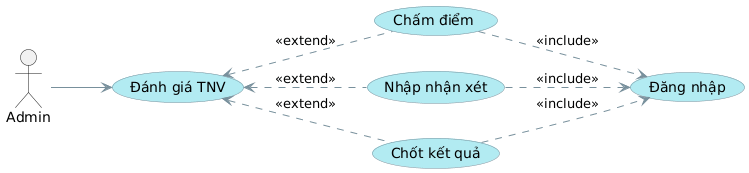 Chấm điểm
«extend»
«include»
Admin
Đánh giá TNV
«extend»
Nhập nhận xét
«include»
Đăng nhập
«extend»
«include»
Chốt kết quả